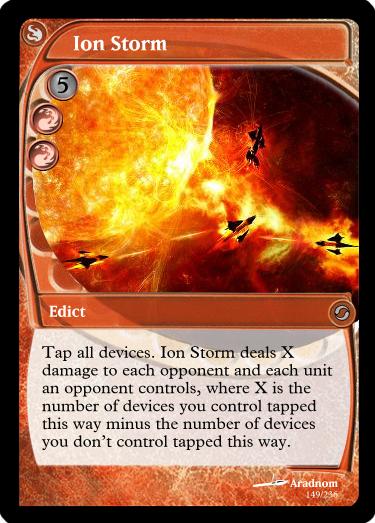 Ion Storm
5
Edict
Tap all devices. Ion Storm deals X
damage to each opponent and each unit
an opponent controls, where X is the
number of devices you control tapped
this way minus the number of devices
you don't control tapped this way.
Aradnom
149/236